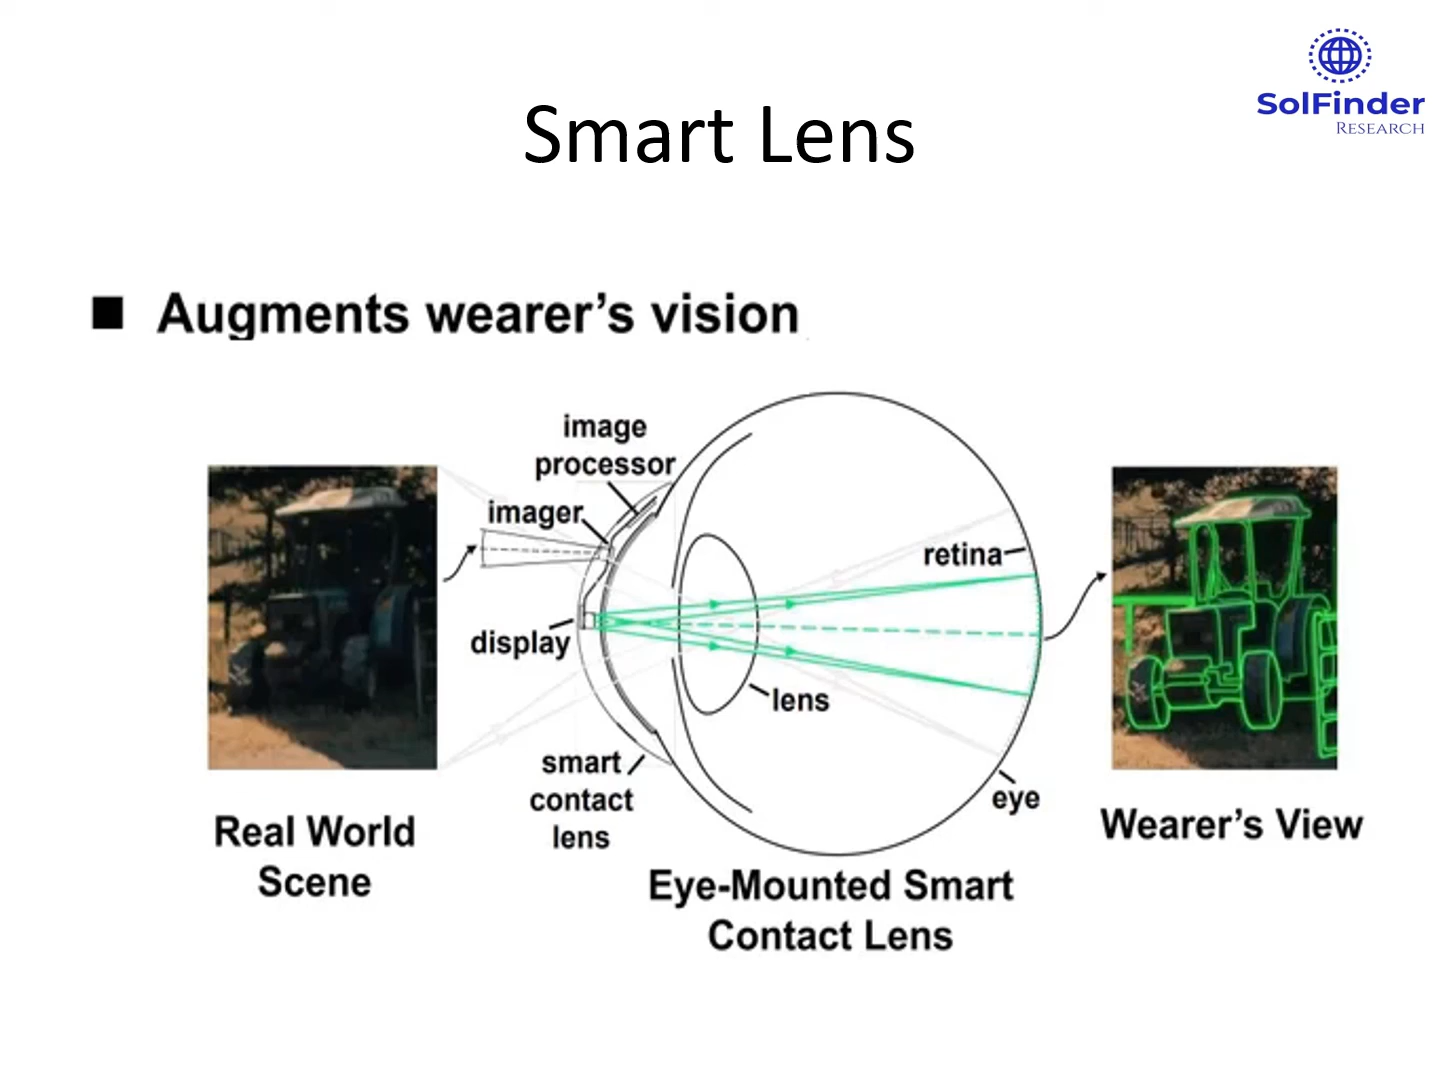 SolFinder
RESEARCH
Smart Lens
■ Augments wearer's vision
image
processor
imager
retina
display
lens
smart
contact
lens
eye
Real World
Scene
Eye-Mounted Smart
Contact Lens
Wearer's View